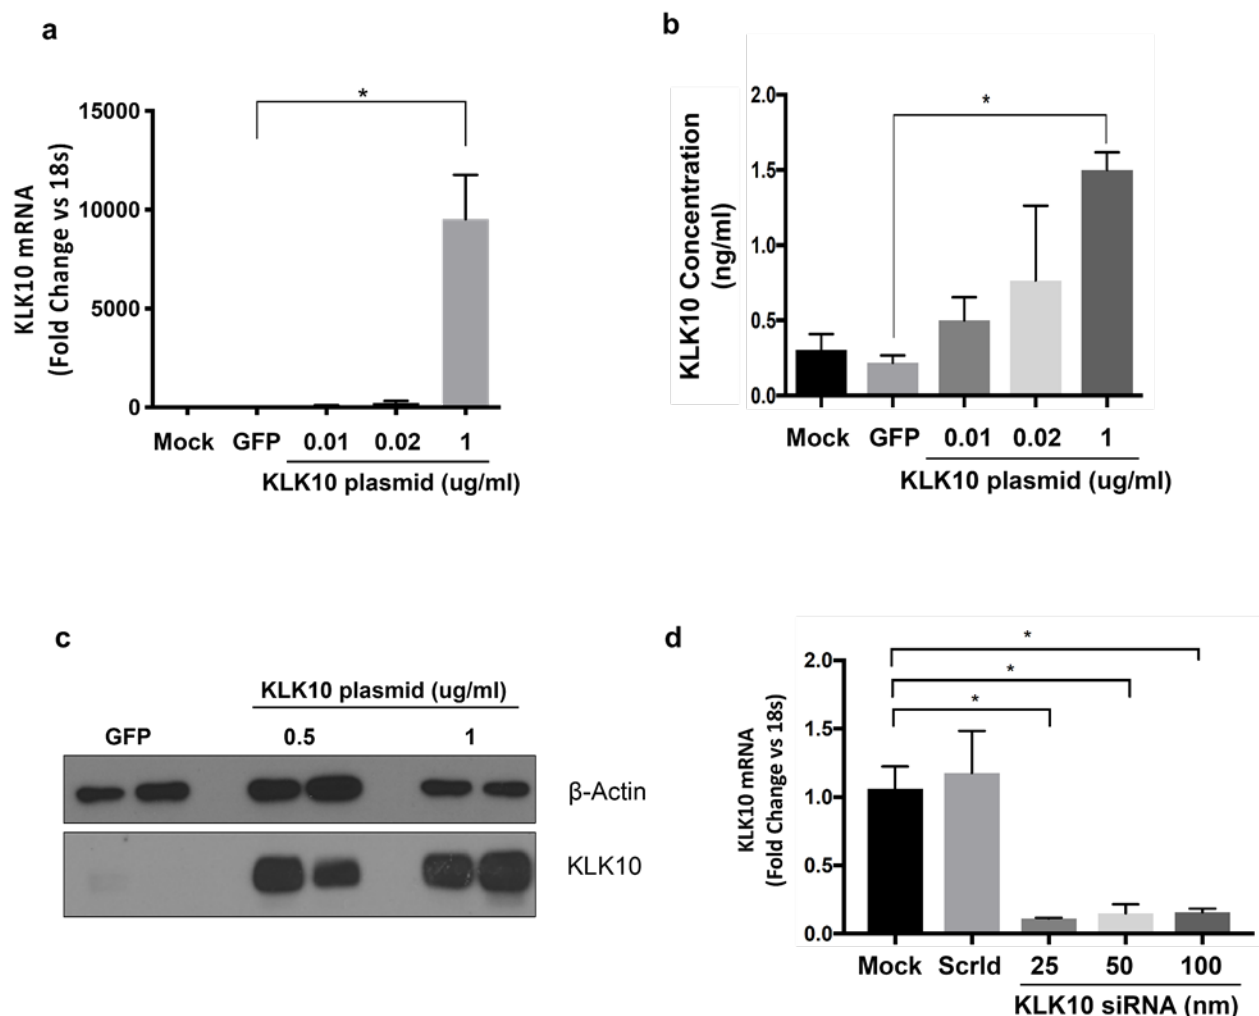 a
*
15000
10000
5000
0
KLK10 mRNA
(Fold Change vs 18s)
Mock GFP 0.01 0.02 1
KLK10 plasmid (ug/ml)
b
*
2.0
1.5
1.0
0.5
0.0
KLK10 Concentration
(ng/ml)
Mock GFP 0.01 0.02 1
KLK10 plasmid (ug/ml)
c
KLK10 plasmid (ug/ml)
GFP 0.5 1
β-Actin
KLK10
d
*
*
*
2.0
1.5
1.0
0.5
0.0
KLK10 mRNA
(Fold Change vs 18s)
Mock Scrld 25 50 100
KLK10 siRNA (nm)